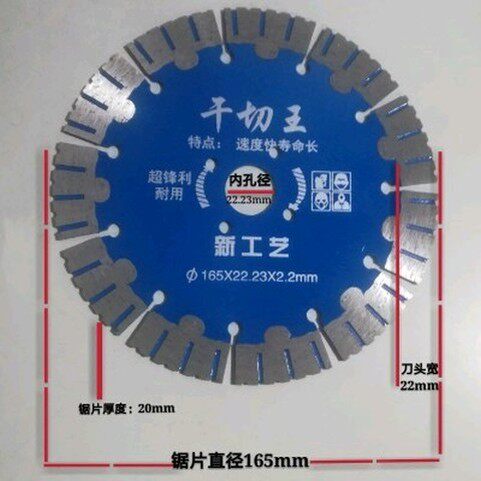 干切王
特点：速度快寿命长
超锋利
耐用
内孔径
22.23mm
新工艺
Φ165X22.23X2.2mm
刀头宽
22mm
锯片厚度：20mm
锯片直径165mm